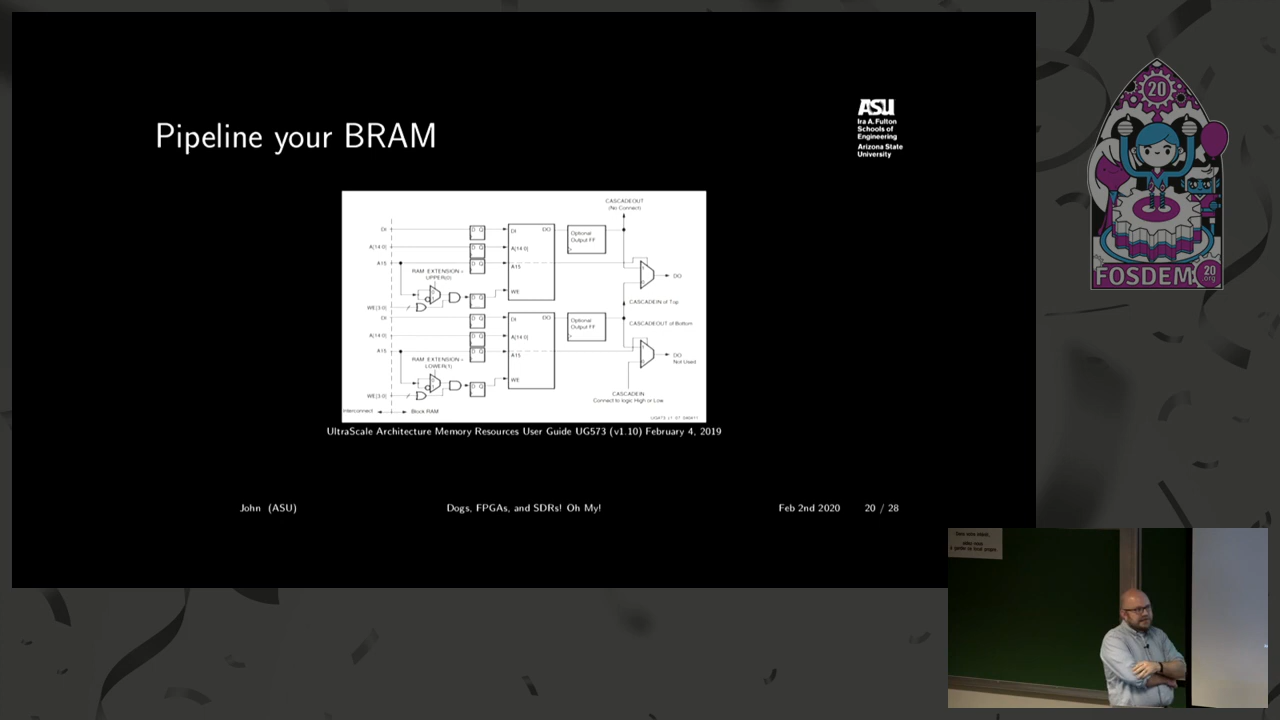 Pipeline your BRAM
ASU
Ira A. Fulton
Schools of
Engineering
Arizona State
University
CASCADEOUT
(No Connect)
DI
D Q
DI
DO
Optional
Output FF
A[14:0]
D Q
A[14:0]
A15
D Q
A15
DO
RAM_EXTENSION =
UPPER(0)
WE
D Q
WE[3:0]
CASCADEIN of Top
DI
D Q
DI
DO
Optional
Output FF
CASCADEOUT of Bottom
A[14:0]
D Q
A[14:0]
A15
D Q
A15
DO
Not Used
RAM_EXTENSION =
LOWER(1)
WE
D Q
WE[3:0]
CASCADEIN
Connect to logic High or Low
Interconnect
Block RAM
UltraScale Architecture Memory Resources User Guide UG573 (v1.10) February 4, 2019
John (ASU)
Dogs, FPGAs, and SDRs! Oh My!
Feb 2nd 2020
20 / 28
20
FOSDEM
20
.org